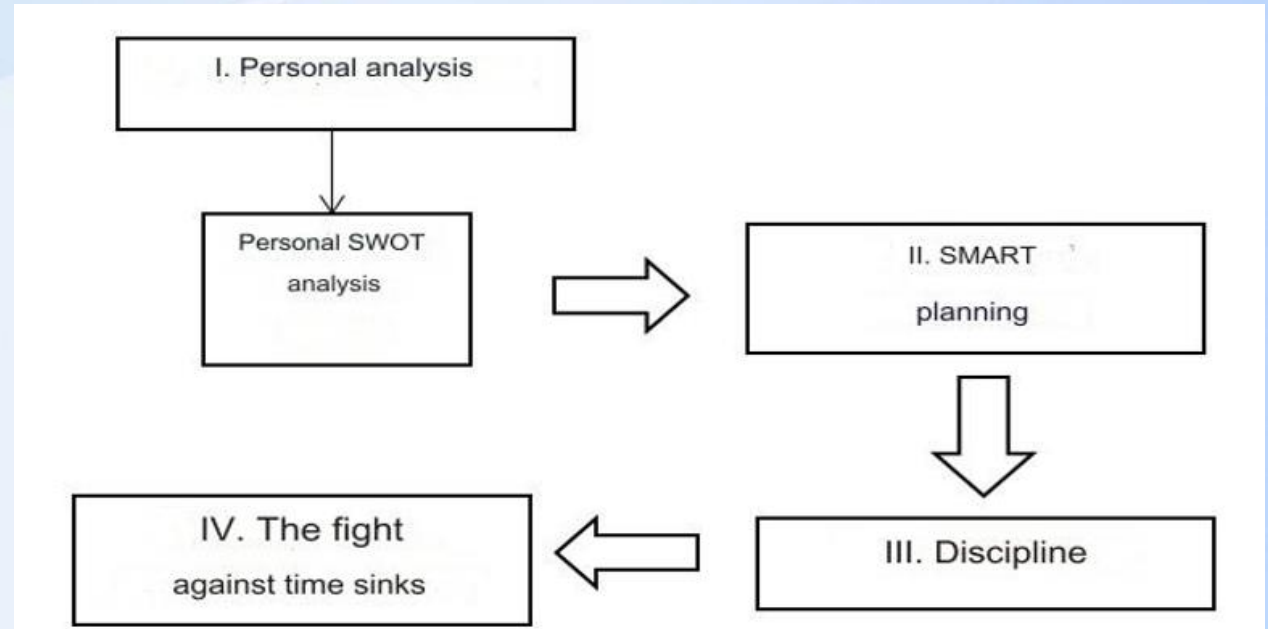 I. Personal analysis
Personal SWOT
analysis
II. SMART
planning
III. Discipline
IV. The fight
against time sinks